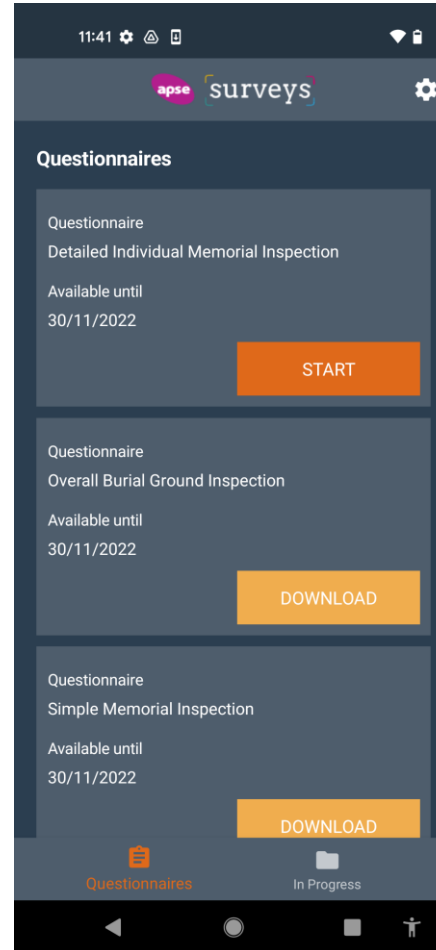 11:41
apse surveys
Questionnaires
Questionnaire
Detailed Individual Memorial Inspection
Available until
30/11/2022
START
Questionnaire
Overall Burial Ground Inspection
Available until
30/11/2022
DOWNLOAD
Questionnaire
Simple Memorial Inspection
Available until
30/11/2022
DOWNLOAD
Questionnaires
In Progress